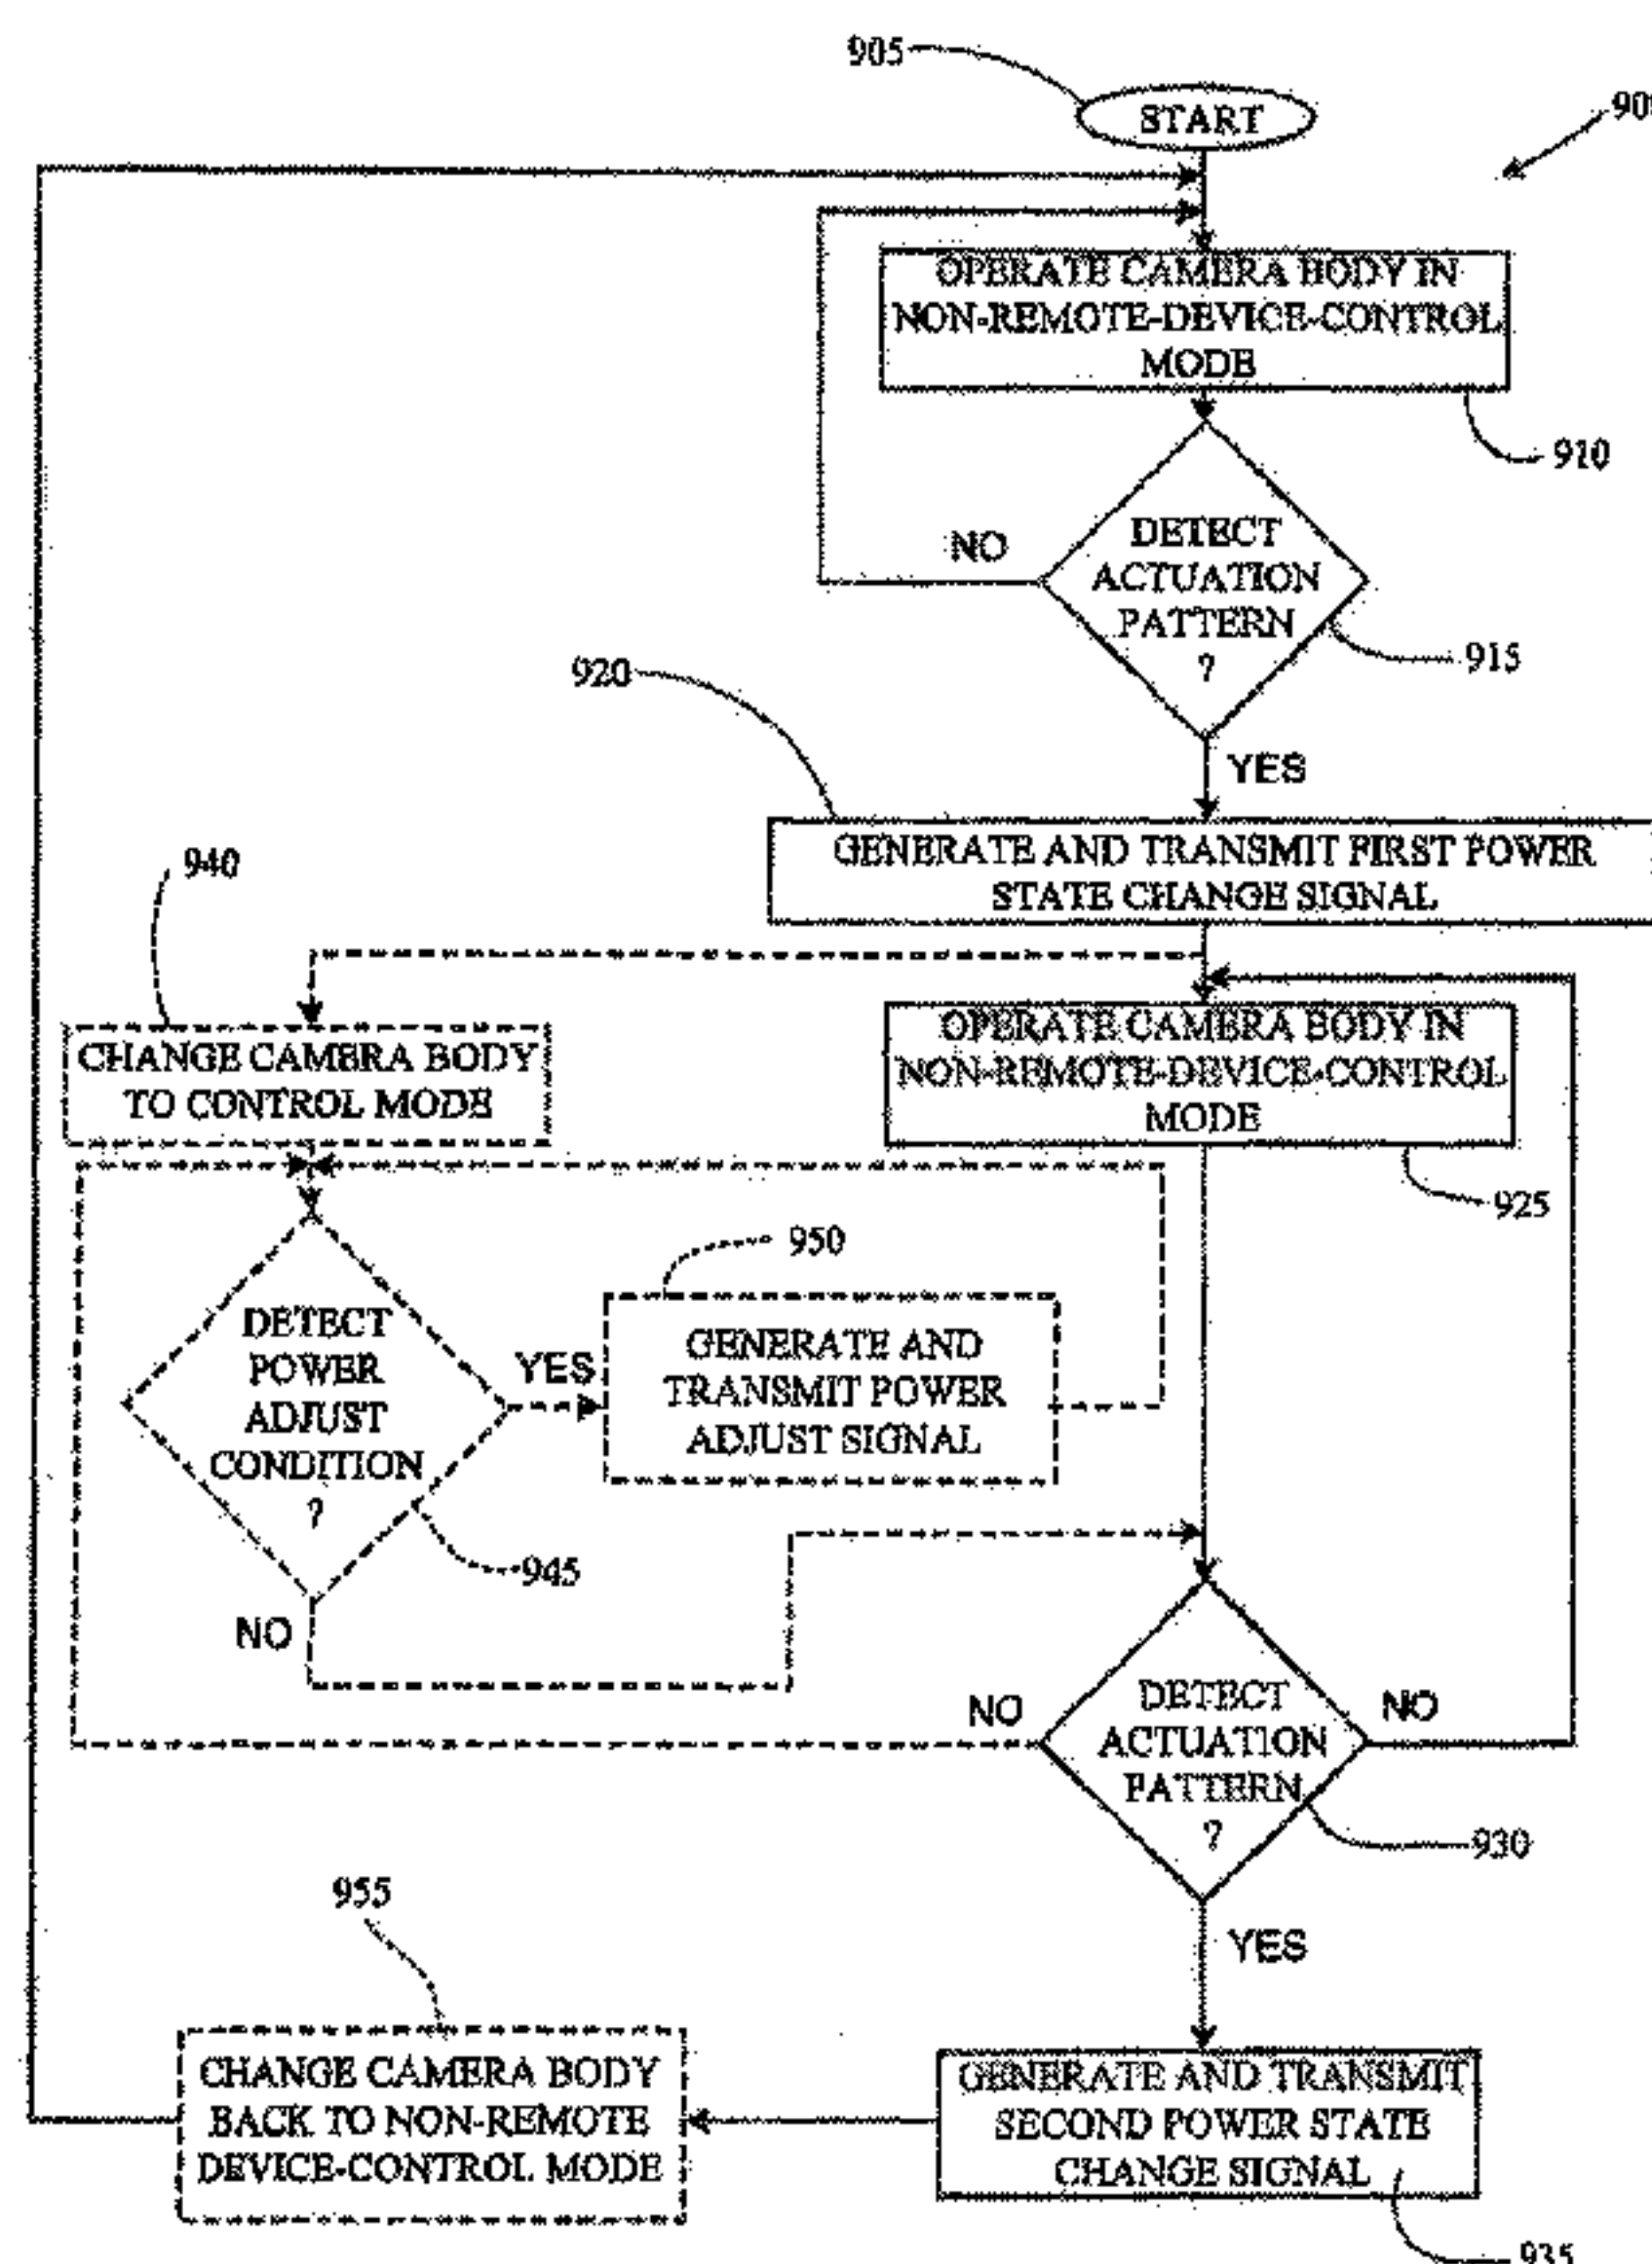 905
START
OPERATE CAMERA BODY IN
NON-REMOTE-DEVICE-CONTROL
MODE
910
DETECT
ACTUATION
PATTERN
?
NO
915
920
YES
GENERATE AND TRANSMIT FIRST POWER
STATE CHANGE SIGNAL
940
CHANGE CAMERA BODY
TO CONTROL MODE
OPERATE CAMERA BODY IN
NON-REMOTE-DEVICE-CONTROL
MODE
925
950
DETECT
POWER
ADJUST
CONDITION
?
YES
GENERATE AND
TRANSMIT POWER
ADJUST SIGNAL
945
NO
NO
DETECT
ACTUATION
PATTERN
?
NO
930
YES
955
CHANGE CAMERA BODY
BACK TO NON-REMOTE
DEVICE-CONTROL MODE
GENERATE AND TRANSMIT
SECOND POWER STATE
CHANGE SIGNAL
935